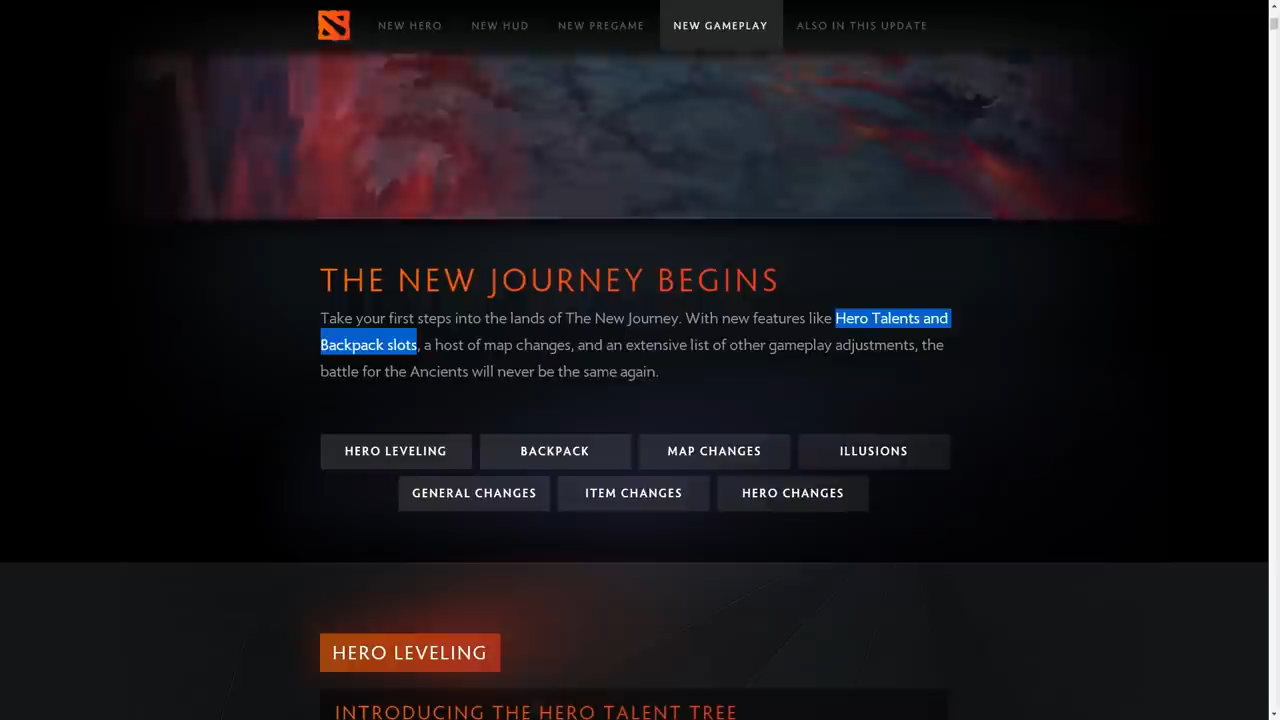 NEW HERO NEW HUD NEW PREGAME NEW GAMEPLAY ALSO IN THIS UPDATE
THE NEW JOURNEY BEGINS
Take your first steps into the lands of The New Journey. With new features like Hero Talents and
Backpack slots, a host of map changes, and an extensive list of other gameplay adjustments, the
battle for the Ancients will never be the same again.
HERO LEVELING BACKPACK MAP CHANGES ILLUSIONS
GENERAL CHANGES ITEM CHANGES HERO CHANGES
HERO LEVELING
INTRODUCING THE HERO TALENT TREE